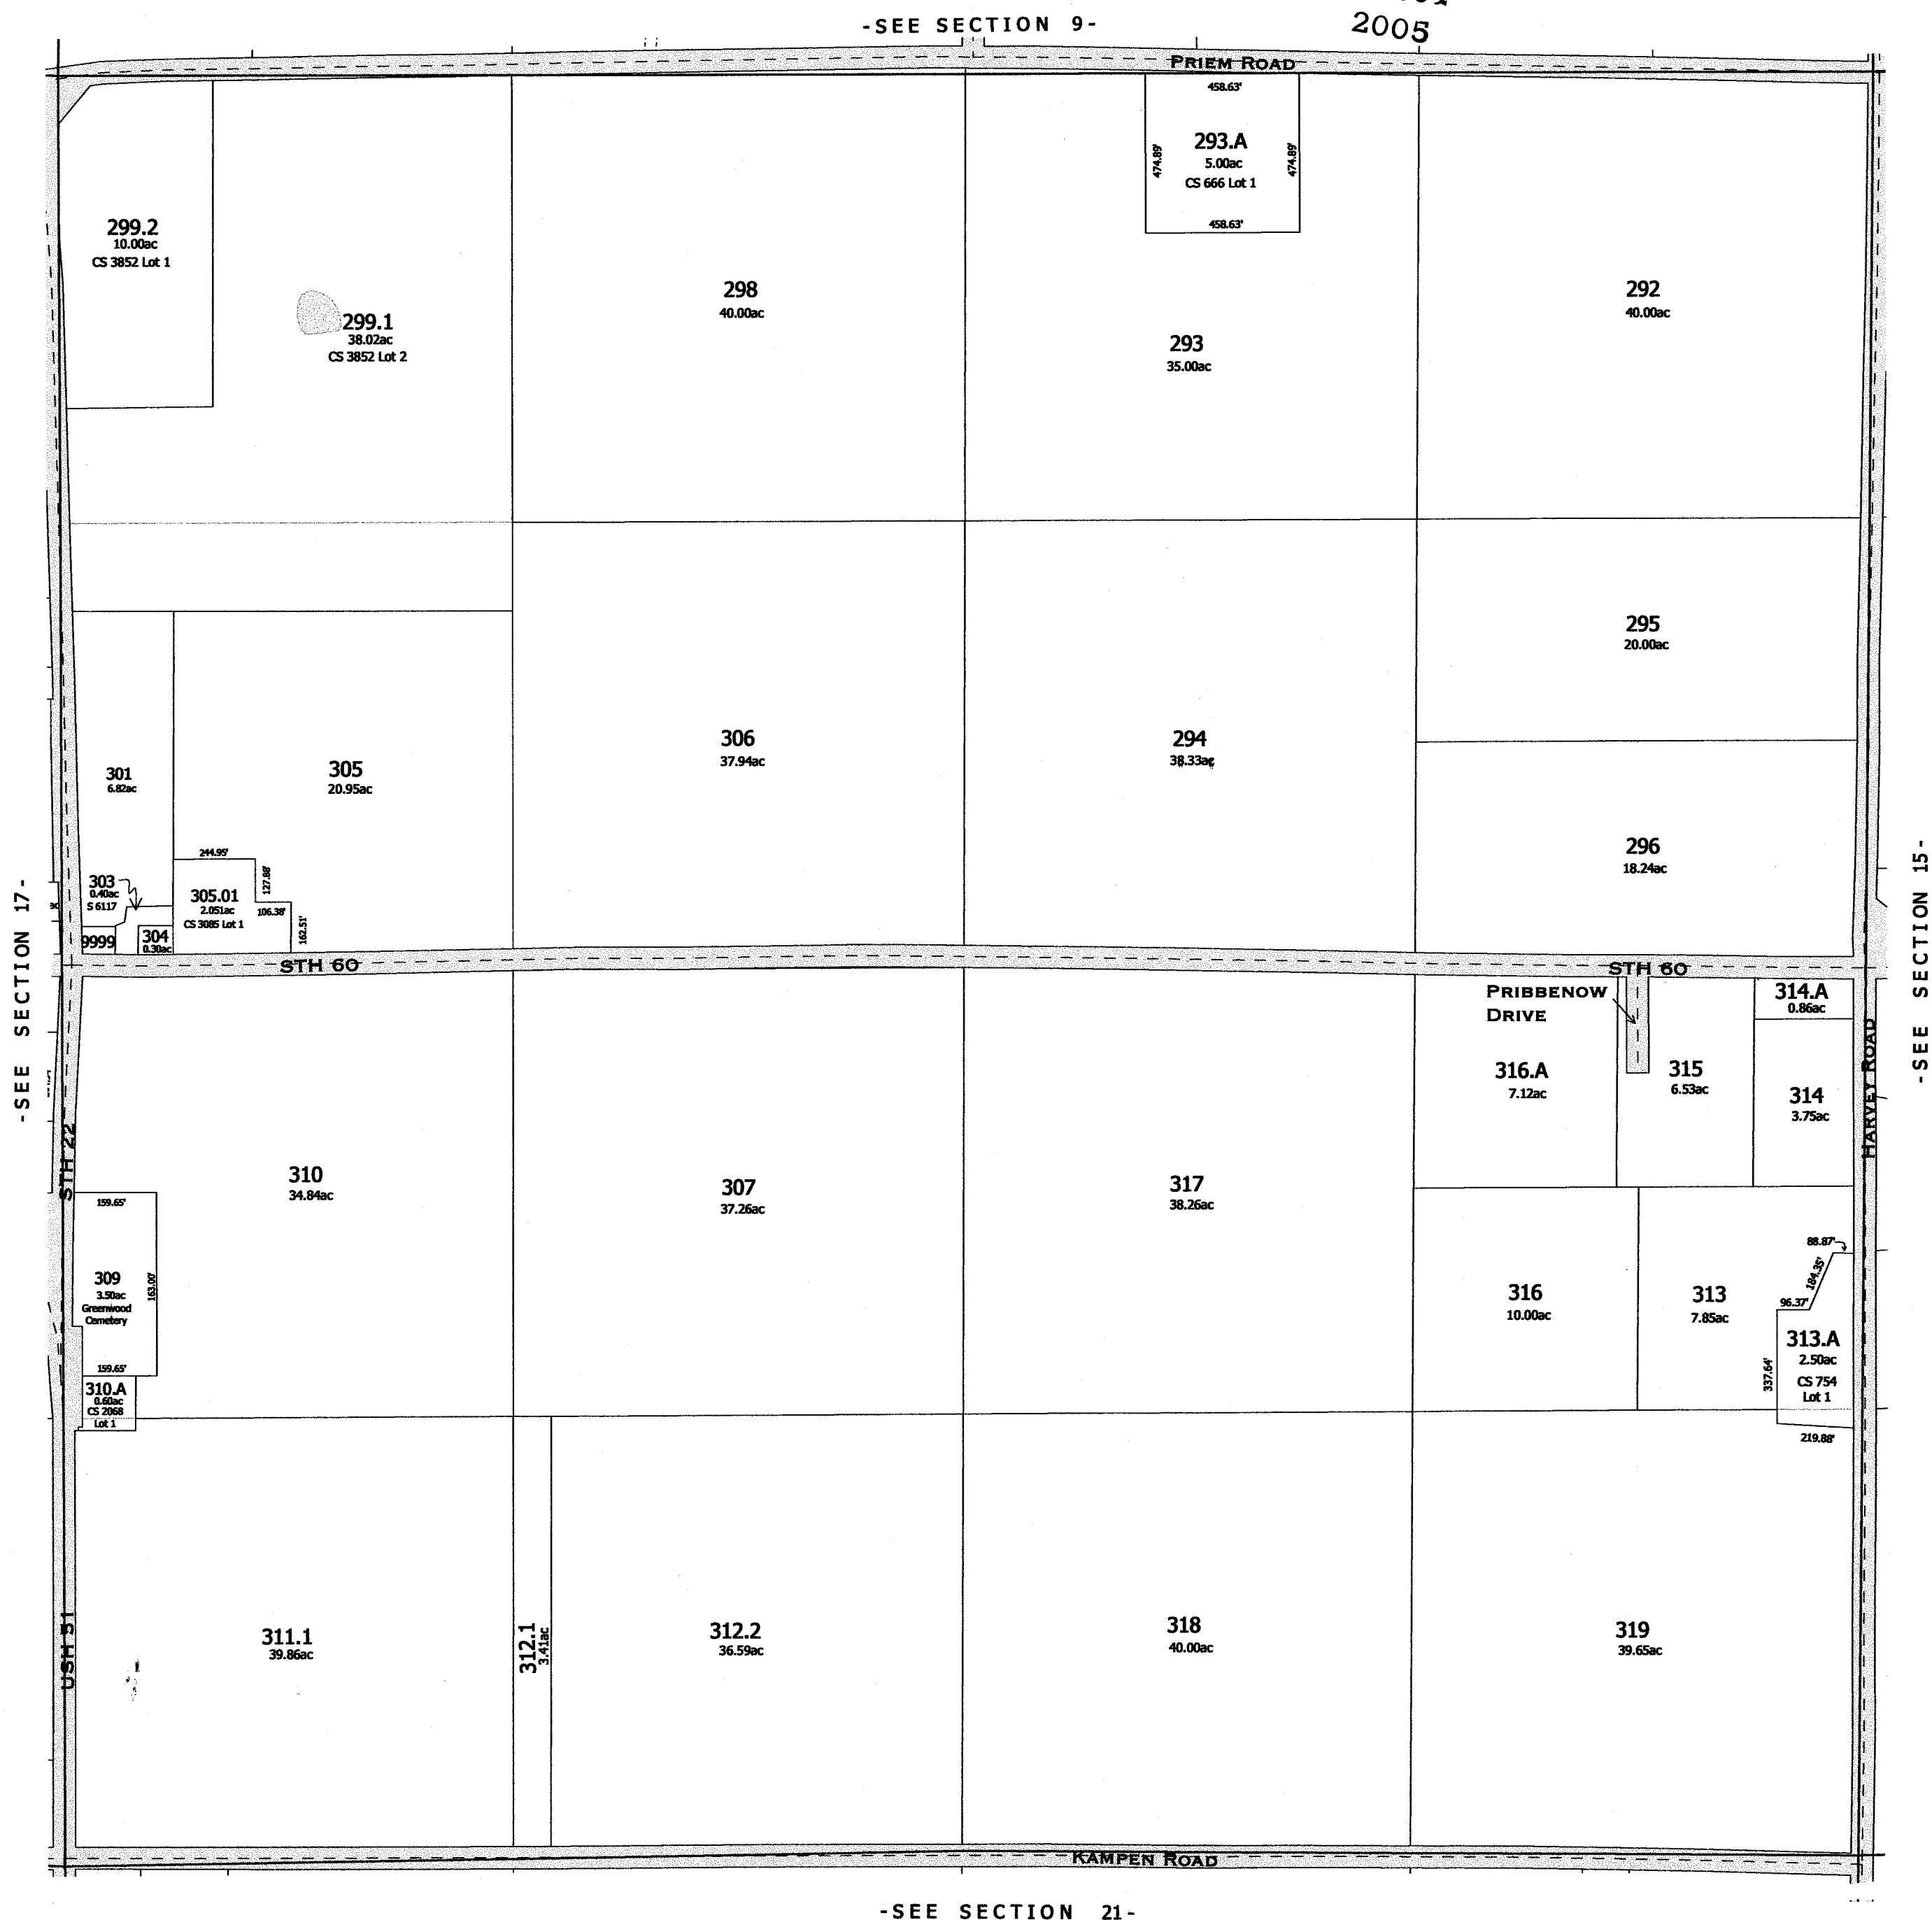 -SEE SECTION 9-
2005
PRIEM ROAD
458.63'
474.89'
293.A
5.00ac
CS 666 Lot 1
474.89'
458.63'
299.2
10.00ac
CS 3852 Lot 1
299.1
38.02ac
CS 3852 Lot 2
298
40.00ac
293
35.00ac
292
40.00ac
295
20.00ac
301
6.82ac
305
20.95ac
306
37.94ac
294
38.33ac
296
18.24ac
244.95'
127.88'
106.38'
162.51'
303
0.40ac
S 6117
305.01
2.051ac
CS 3085 Lot 1
9999
304
0.30ac
-SEE SECTION 17-
-SEE SECTION 15-
STH 60
STH 60
PRIBBENOW
DRIVE
314.A
0.86ac
316.A
7.12ac
315
6.53ac
314
3.75ac
HARVEY ROAD
STH 22
310
34.84ac
307
37.26ac
317
38.26ac
159.65'
163.00'
309
3.50ac
Greenwood
Cemetery
159.65'
310.A
0.60ac
CS 2068
Lot 1
316
10.00ac
313
7.85ac
88.87'
184.35'
96.37'
337.64'
313.A
2.50ac
CS 754
Lot 1
219.88'
USH 51
311.1
39.86ac
312.1
3.41ac
312.2
36.59ac
318
40.00ac
319
39.65ac
KAMPEN ROAD
-SEE SECTION 21-